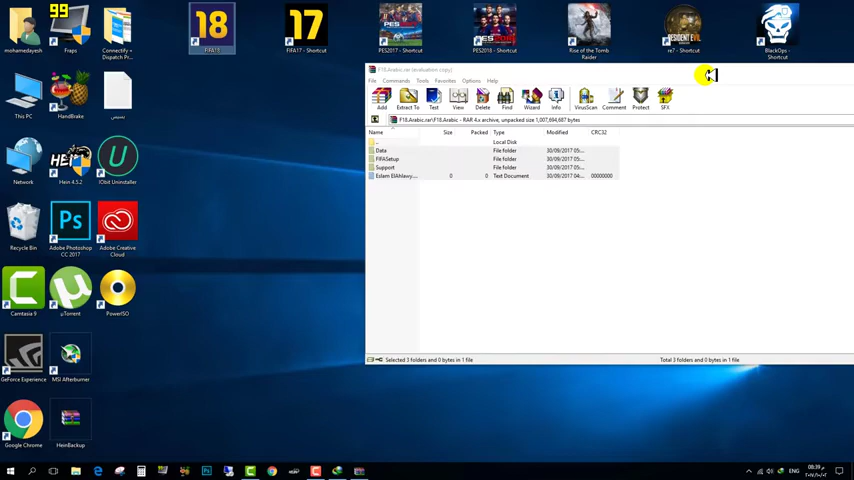 99
18
17
mohamedayesh
Fraps
Connectify +
Dispatch Pr...
FIFA18
FIFA17 - Shortcut
PES2017 - Shortcut
PES2018 - Shortcut
Rise of the Tomb
Raider
re7 - Shortcut
BlackOps -
Shortcut
F18.Arabic.rar (evaluation copy)
File Commands Tools Favorites Options Help
Add
Extract To
Test
View
Delete
Find
Wizard
Info
VirusScan
Comment
Protect
SFX
F18.Arabic.rar\F18.Arabic - RAR 4.x archive, unpacked size 1,007,694,687 bytes
Name Size Packed Type Modified CRC32
.. Local Disk
Data File folder 30/09/2017 05:...
FIFASetup File folder 30/09/2017 05:...
Support File folder 30/09/2017 05:...
Eslam ElAhlawy.... 0 0 Text Document 30/09/2017 04:... 00000000
Selected 3 folders and 0 bytes in 1 file
Total 3 folders and 0 bytes in 1 file
This PC
HandBrake
Network
Hein 4.5.2
IObit Uninstaller
Recycle Bin
Adobe Photoshop
CC 2017
Adobe Creative
Cloud
Camtasia 9
µTorrent
PowerISO
GeForce Experience
MSI Afterburner
Google Chrome
HeinBackup
ENG
08:39 م